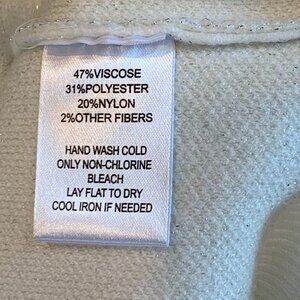 47%VISCOSE
31%POLYESTER
20%NYLON
2%OTHER FIBERS
HAND WASH COLD
ONLY NON-CHLORINE
BLEACH
LAY FLAT TO DRY
COOL IRON IF NEEDED